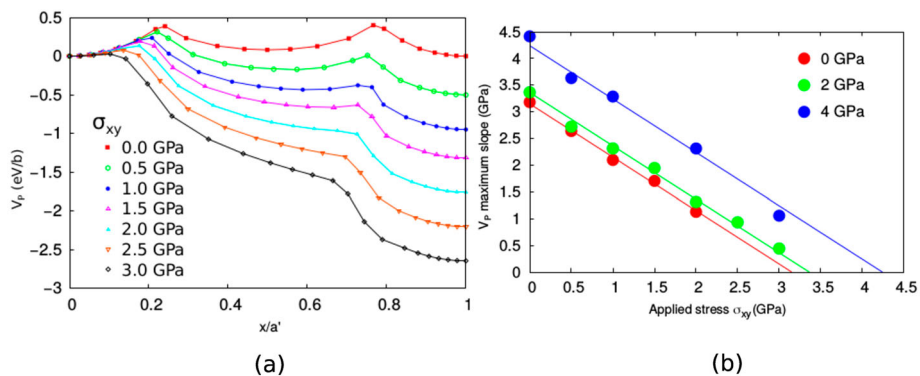 0.5
0
−0.5
−1
−1.5
−2
−2.5
−3
V_P (eV/b)
σ_xy
0.0 GPa
0.5 GPa
1.0 GPa
1.5 GPa
2.0 GPa
2.5 GPa
3.0 GPa
0 0.2 0.4 0.6 0.8 1
x/a'
(a)
4.5
4
3.5
3
2.5
2
1.5
1
0.5
0
V_P maximum slope (GPa)
0 GPa
2 GPa
4 GPa
0 0.5 1 1.5 2 2.5 3 3.5 4 4.5
Applied stress σ_xy(GPa)
(b)